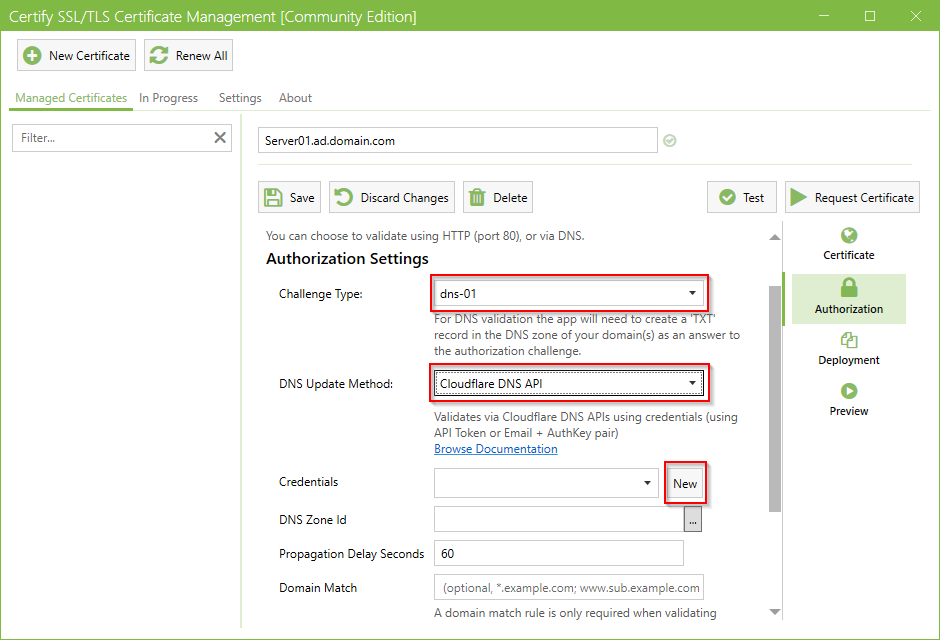 Certify SSL/TLS Certificate Management [Community Edition]
New Certificate
Renew All
Managed Certificates
In Progress
Settings
About
Filter...
Server01.ad.domain.com
Save
Discard Changes
Delete
Test
Request Certificate
You can choose to validate using HTTP (port 80), or via DNS.
Authorization Settings
Challenge Type:
dns-01
For DNS validation the app will need to create a 'TXT'
record in the DNS zone of your domain(s) as an answer to
the authorization challenge.
DNS Update Method:
Cloudflare DNS API
Validates via Cloudflare DNS APIs using credentials (using
API Token or Email + AuthKey pair)
Browse Documentation
Credentials
New
DNS Zone Id
...
Propagation Delay Seconds
60
Domain Match
(optional, *.example.com; www.sub.example.com
A domain match rule is only required when validating
Certificate
Authorization
Deployment
Preview